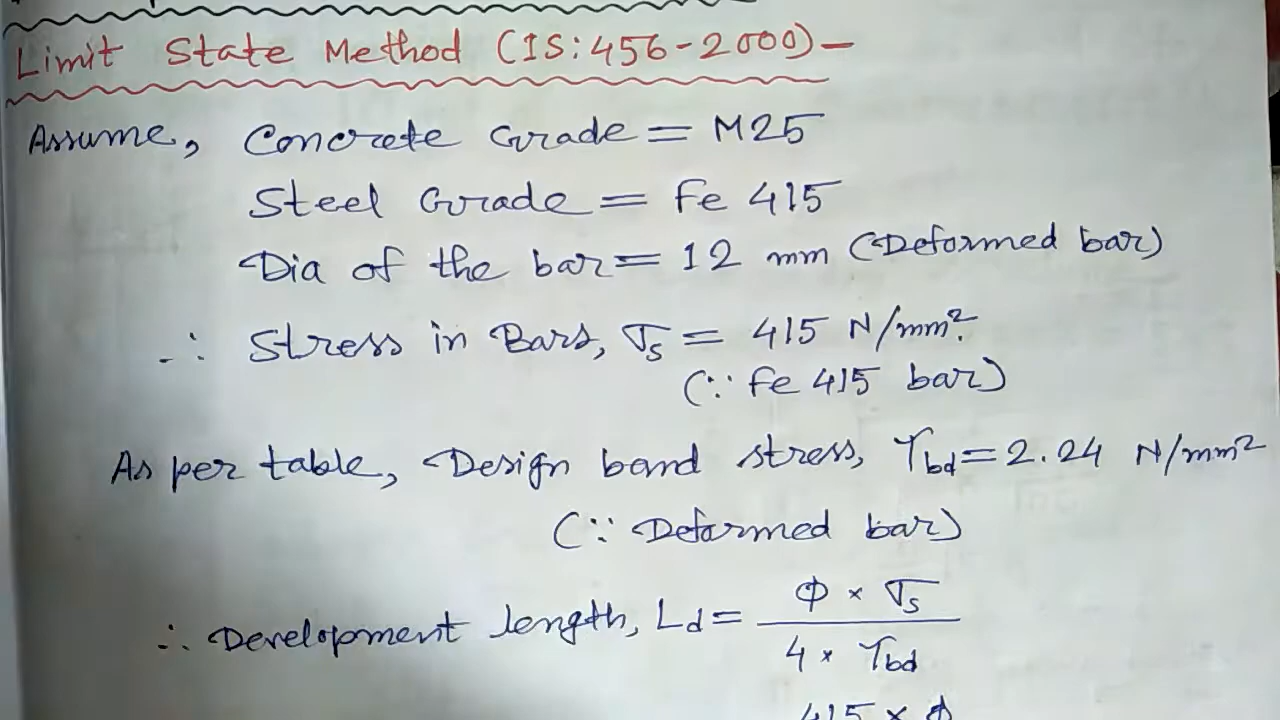 Limit State Method (IS:456-2000)-
Assume, Concrete Grade = M25
Steel Grade = Fe 415
Dia of the bar = 12 mm (Deformed bar)
∴ Stress in Bars, σs = 415 N/mm².
(∵ Fe 415 bar)
As per table, Design bond stress, τbd = 2.24 N/mm²
(∵ Deformed bar)
∴ Development length, Ld = ϕ × σs / 4 × τbd
415 × ϕ